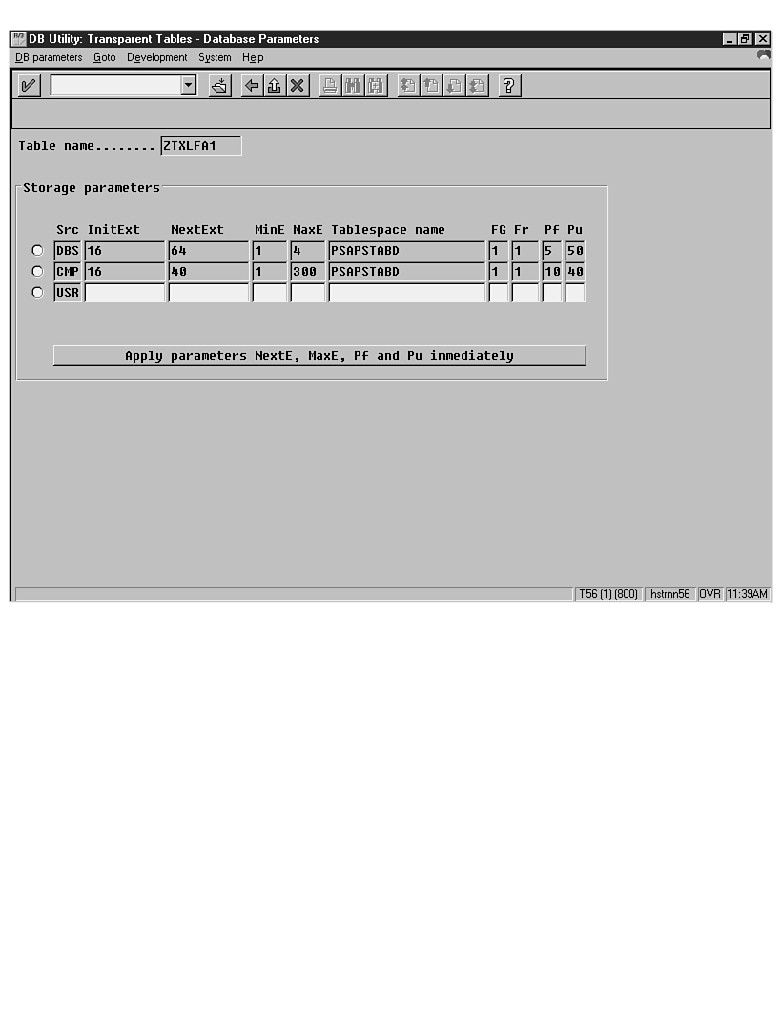 DB Utility: Transparent Tables - Database Parameters
DB parameters Goto Development System Help
Table name........ ZTXLFA1
Storage parameters
Src InitExt NextExt MinE MaxE Tablespace name FG Fr Pf Pu
DBS 16 64 1 4 PSAPSTABD 1 1 5 50
CMP 16 40 1 300 PSAPSTABD 1 1 10 40
USR
Apply parameters NextE, MaxE, Pf and Pu inmediately
T56 (1) (800) hstrnn56 OVR 11:39AM